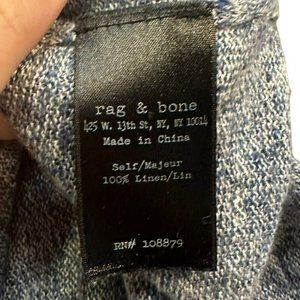 rag & bone
425 W. 13th St, NY, NY 10014
Made in China
Self/Majeur
100% Linen/Lin
RN# 108879